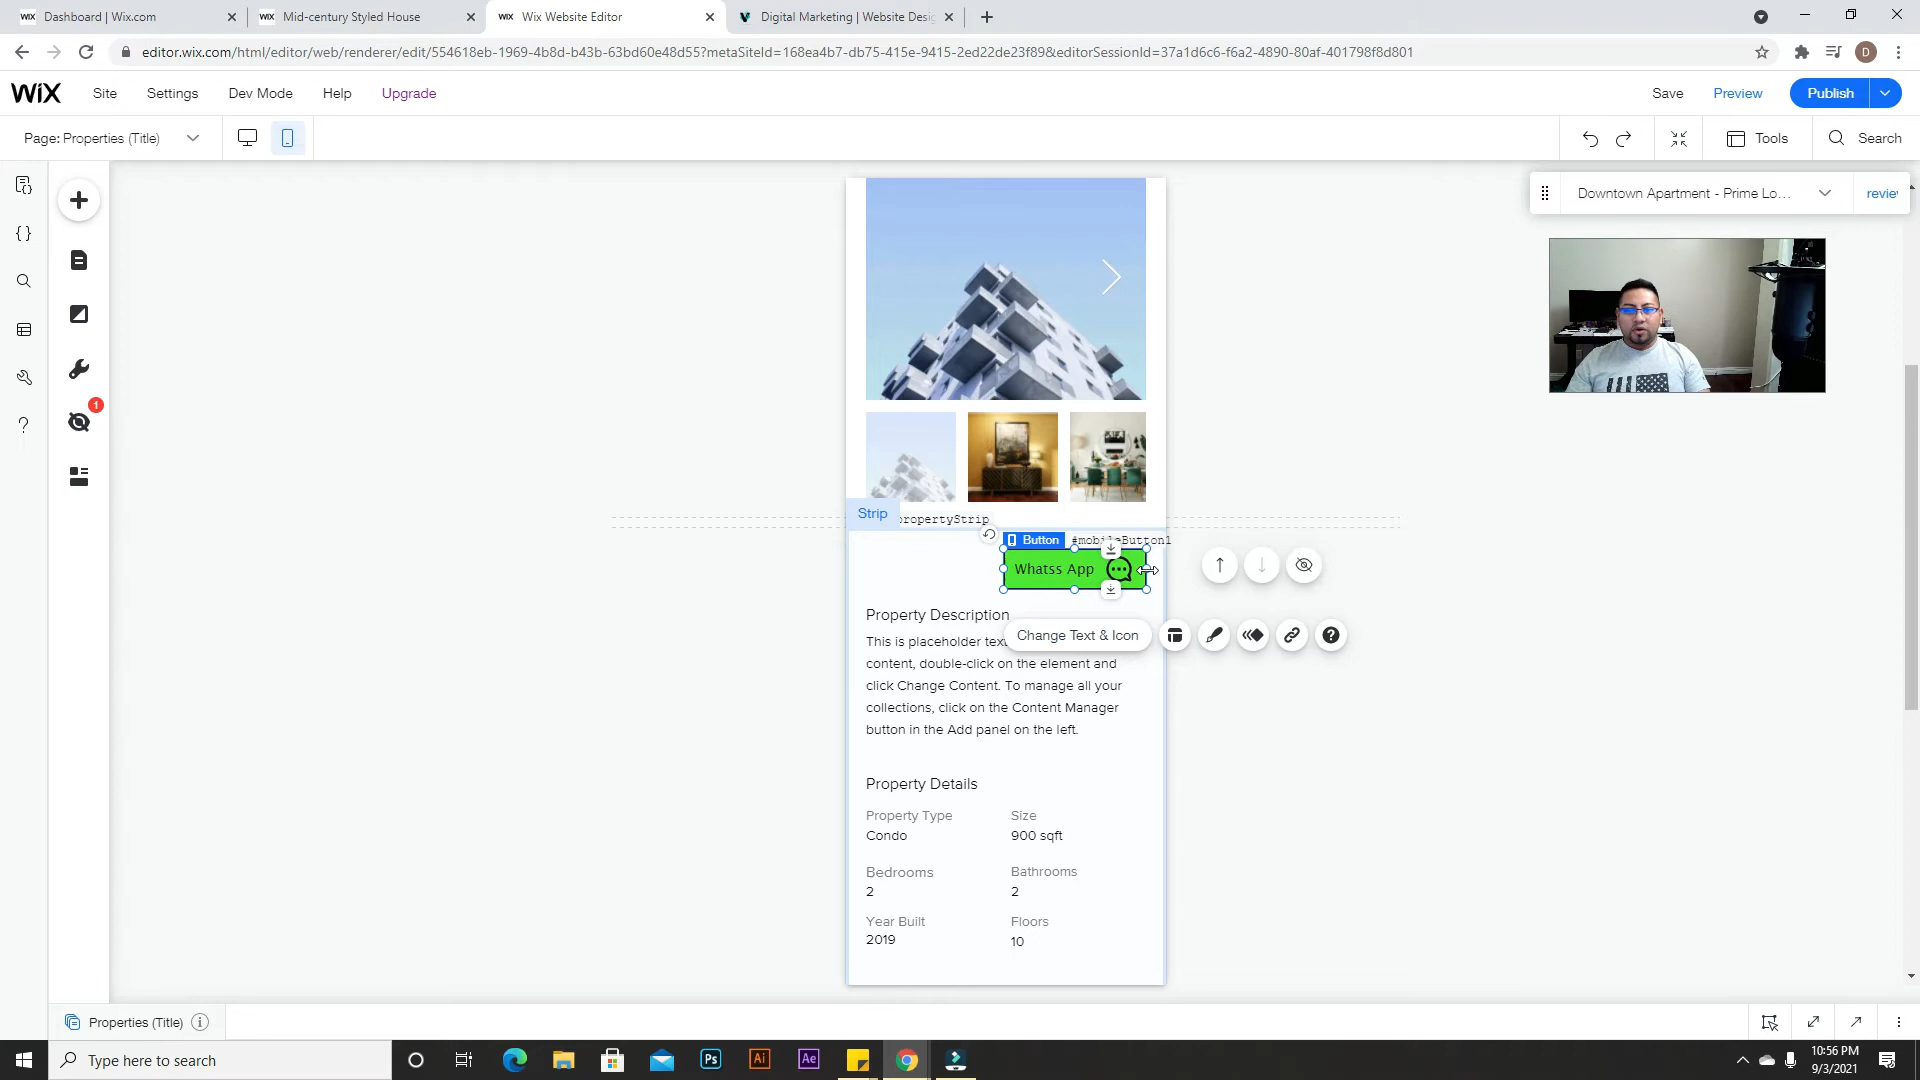 Dashboard | Wix.com
Mid-century Styled House
Wix Website Editor
Digital Marketing | Website Desi
editor.wix.com/html/editor/web/renderer/edit/554618eb-1969-4b8d-b43b-63bd60e48d55?metaSiteId=168ea4b7-db75-415e-9415-2ed22de23f89&editorSessionId=37a1d6c6-f6a2-4890-80af-401798f8d801
D
WiX
Site
Settings
Dev Mode
Help
Upgrade
Save
Preview
Publish
Page: Properties (Title)
Tools
Search
Downtown Apartment - Prime Lo...
1
Strip
propertyStrip
Button
#mobileButton1
Whatss App
Property Description
Change Text & Icon
This is placeholder tex
content, double-click on the element and
click Change Content. To manage all your
collections, click on the Content Manager
button in the Add panel on the left.
Property Details
Property Type
Size
Condo
900 sqft
Bedrooms
Bathrooms
2
2
Year Built
Floors
2019
10
Properties (Title)
Type here to search
Ps
Ai
Ae
10:56 PM
9/3/2021